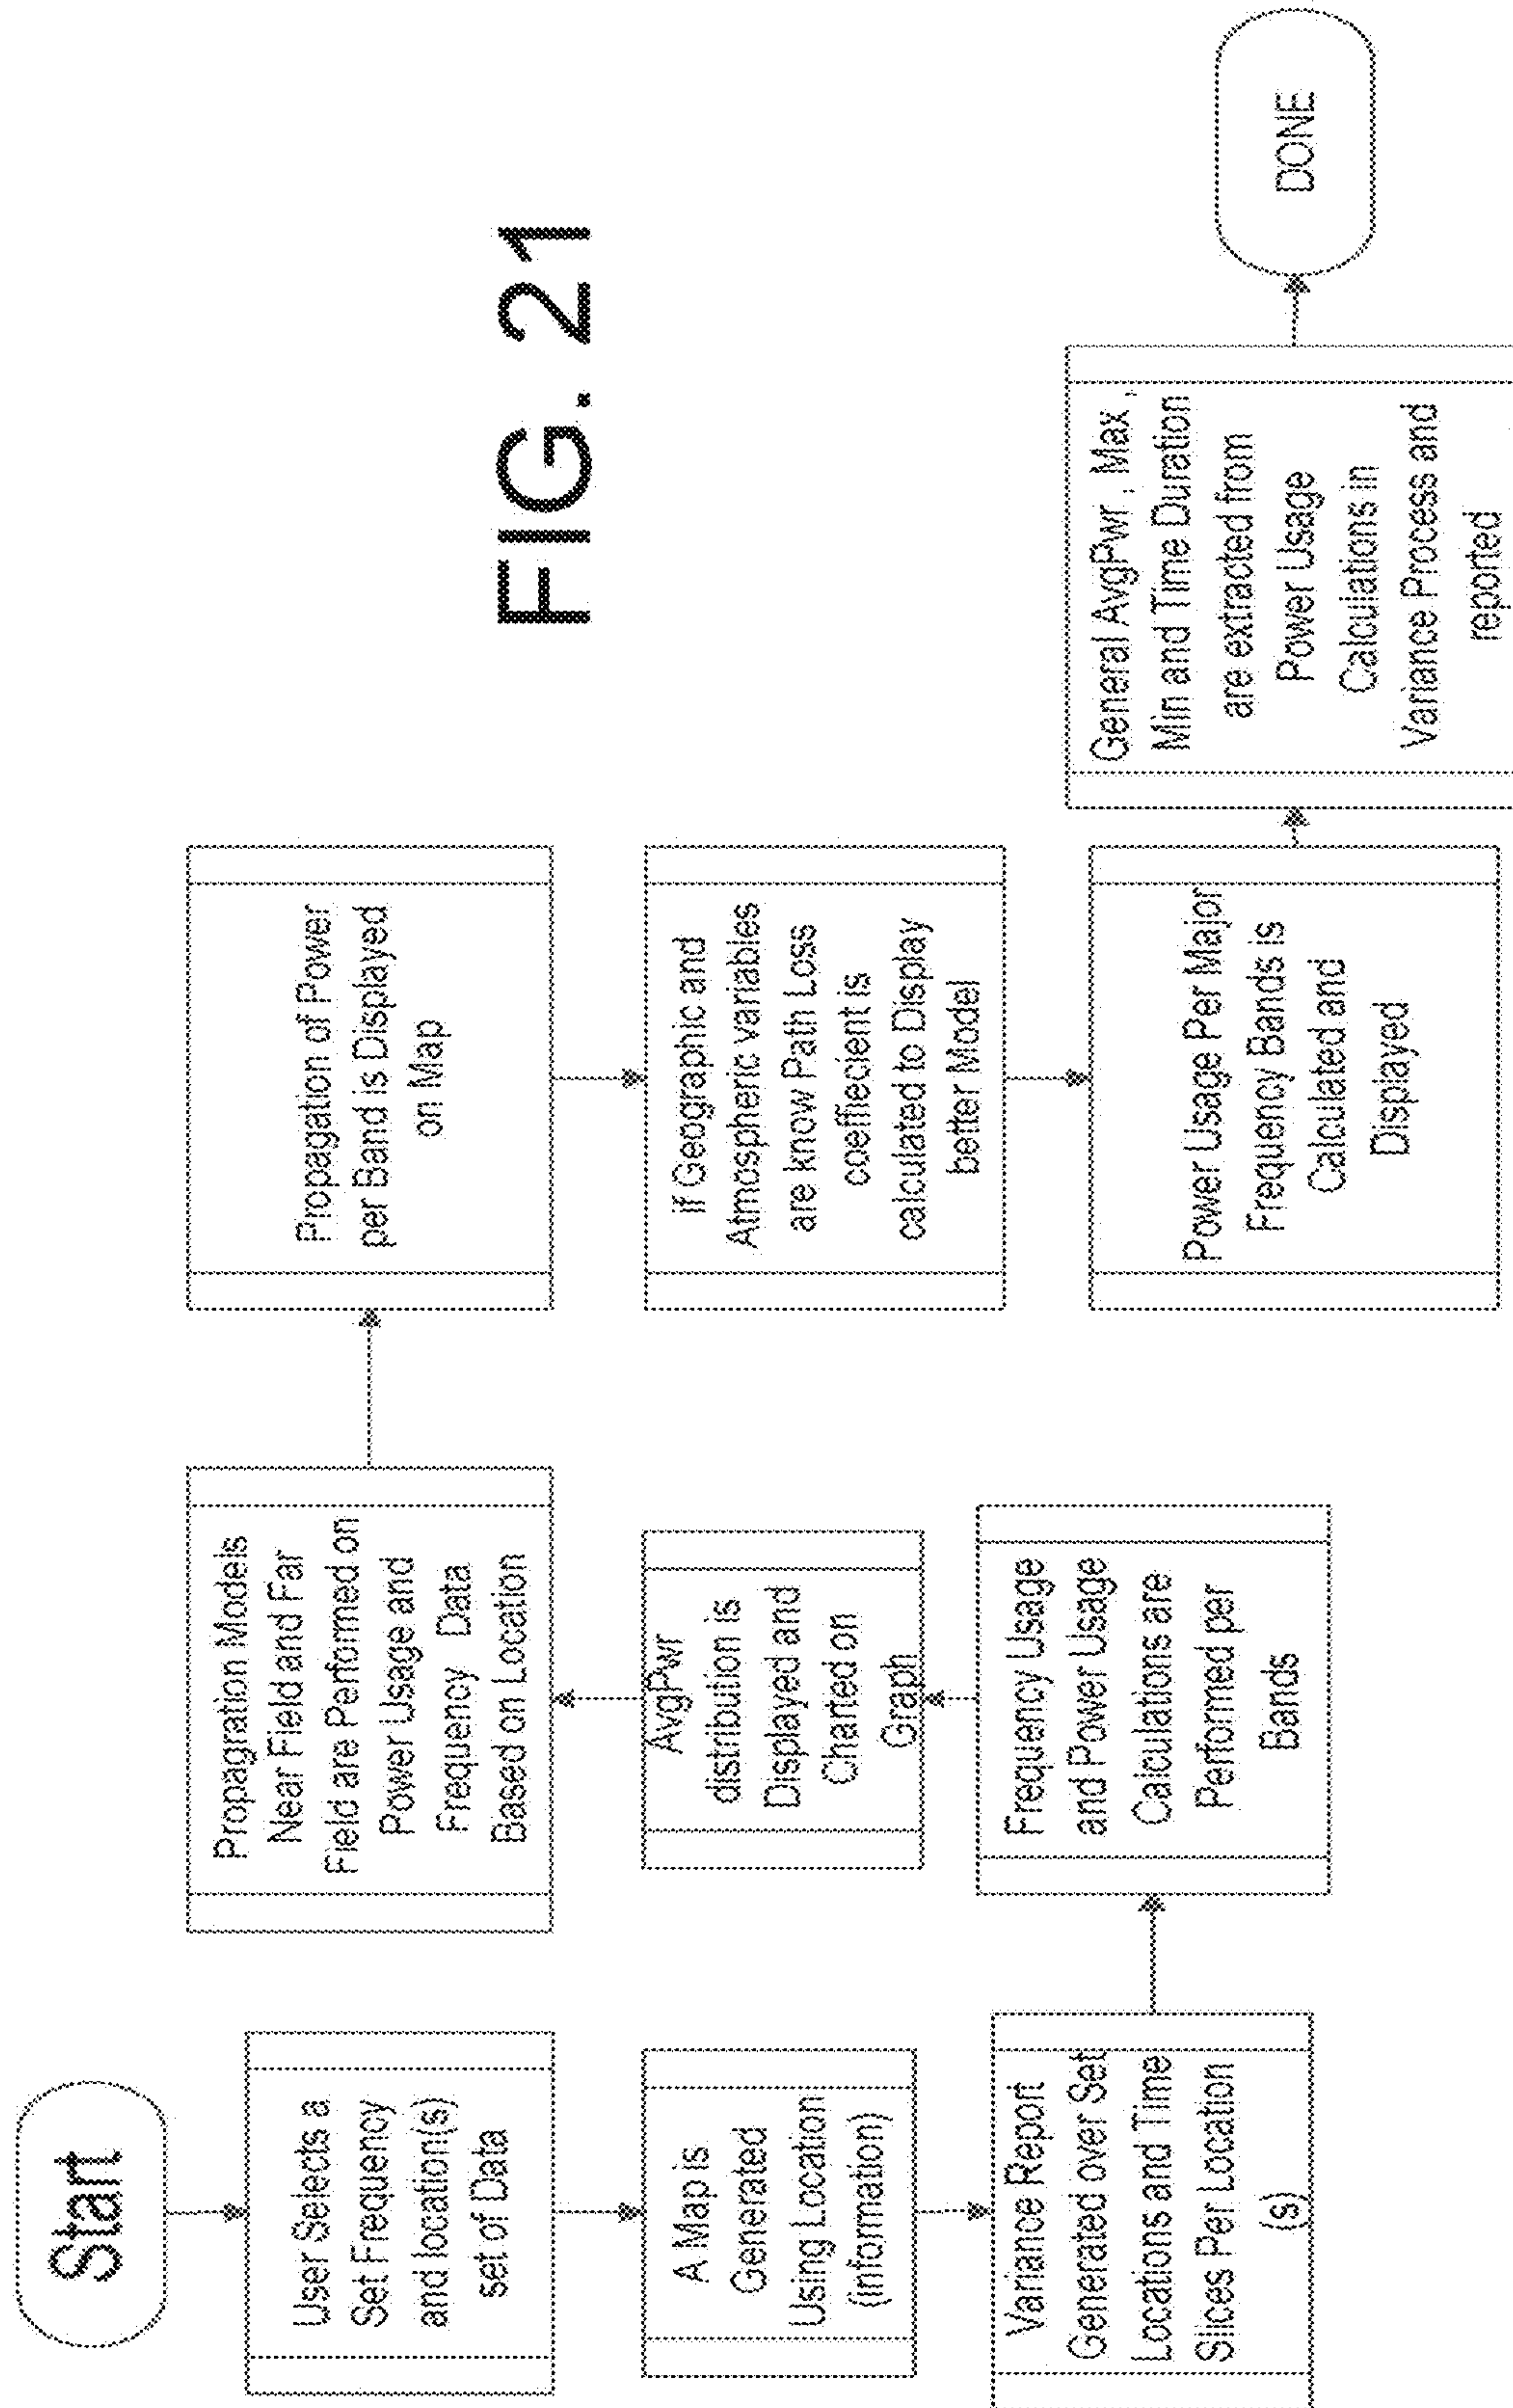 FIG. 21
Start
User Selects a
Set Frequency
and location(s)
set of Data
A Map is
Generated
Using Location
(information)
Variance Report
Generated over Set
Locations and Time
Slices Per Location
(s)
Frequency Usage
and Power Usage
Calculations are
Performed per
Bands
AvgPwr
distribution is
Displayed and
Charted on
Graph
Propagration Models
Near Field and Far
Field are Performed on
Power Usage and
Frequency Data
Based on Location
Propagation of Power
per Band is Displayed
on Map
If Geographic and
Atmospheric variables
are know Path Loss
coeffiecient is
calculated to Display
better Model
Power Usage Per Major
Frequency Bands is
Calculated and
Displayed
General AvgPwr , Max ,
Min and Time Duration
are extracted from
Power Usage
Calculations in
Variance Process and
reported
DONE